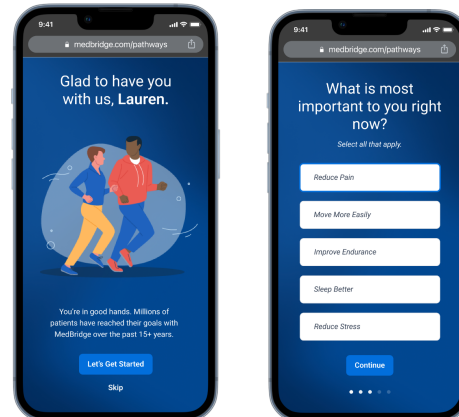 9:41
medbridge.com/pathways
Glad to have you
with us, Lauren.
You're in good hands. Millions of
patients have reached their goals with
MedBridge over the past 15+ years.
Let's Get Started
Skip
9:41
medbridge.com/pathways
What is most
important to you right
now?
Select all that apply.
Reduce Pain
Move More Easily
Improve Endurance
Sleep Better
Reduce Stress
Continue